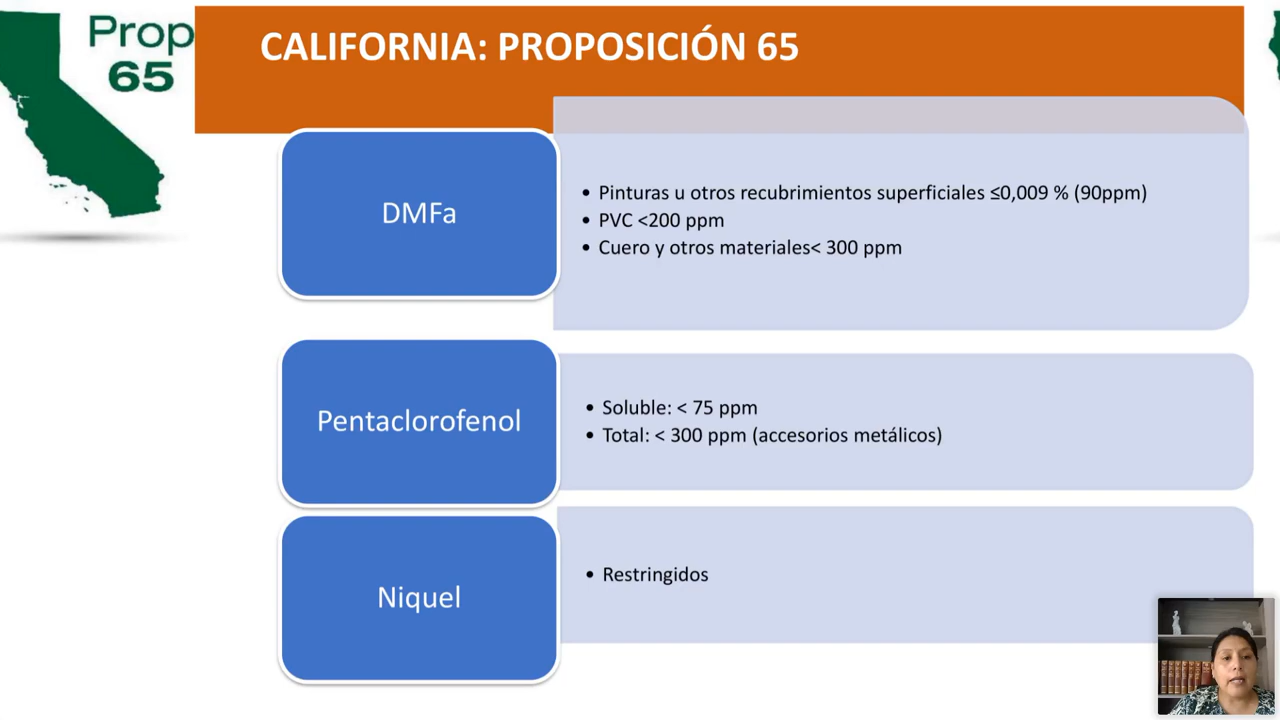 Prop
65
CALIFORNIA: PROPOSICIÓN 65
DMFa
• Pinturas u otros recubrimientos superficiales ≤0,009 % (90ppm)
• PVC <200 ppm
• Cuero y otros materiales< 300 ppm
Pentaclorofenol
• Soluble: < 75 ppm
• Total: < 300 ppm (accesorios metálicos)
Niquel
• Restringidos